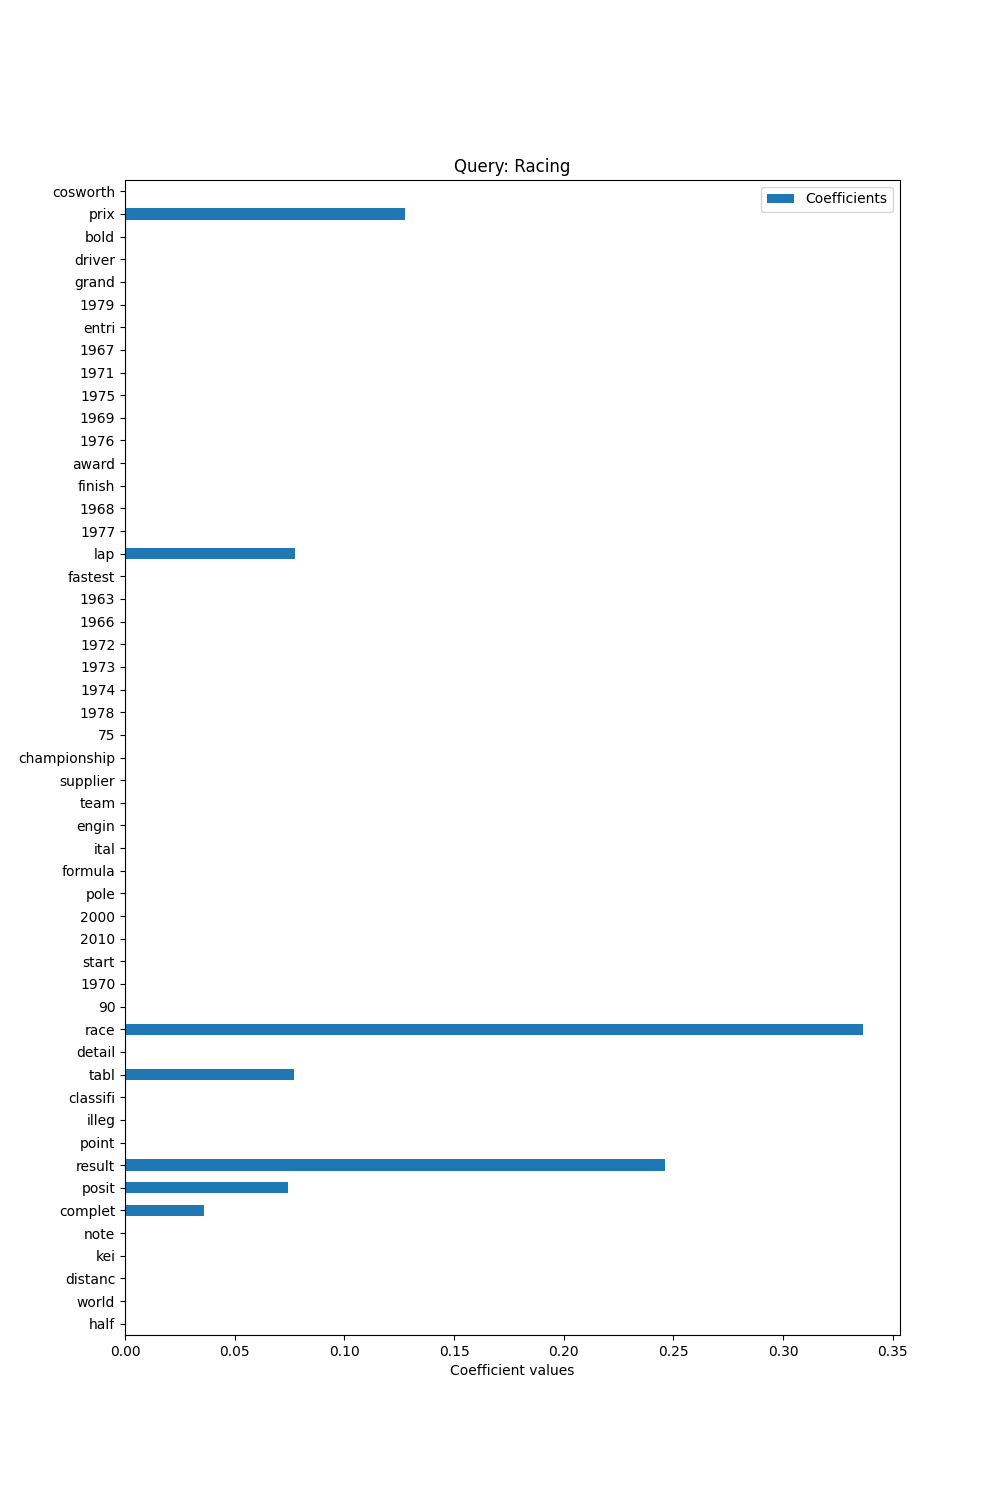 Query: Racing
Coefficients
cosworth
prix
bold
driver
grand
1979
entri
1967
1971
1975
1969
1976
award
finish
1968
1977
lap
fastest
1963
1966
1972
1973
1974
1978
75
championship
supplier
team
engin
ital
formula
pole
2000
2010
start
1970
90
race
detail
tabl
classifi
illeg
point
result
posit
complet
note
kei
distanc
world
half
0.00 0.05 0.10 0.15 0.20 0.25 0.30 0.35
Coefficient values